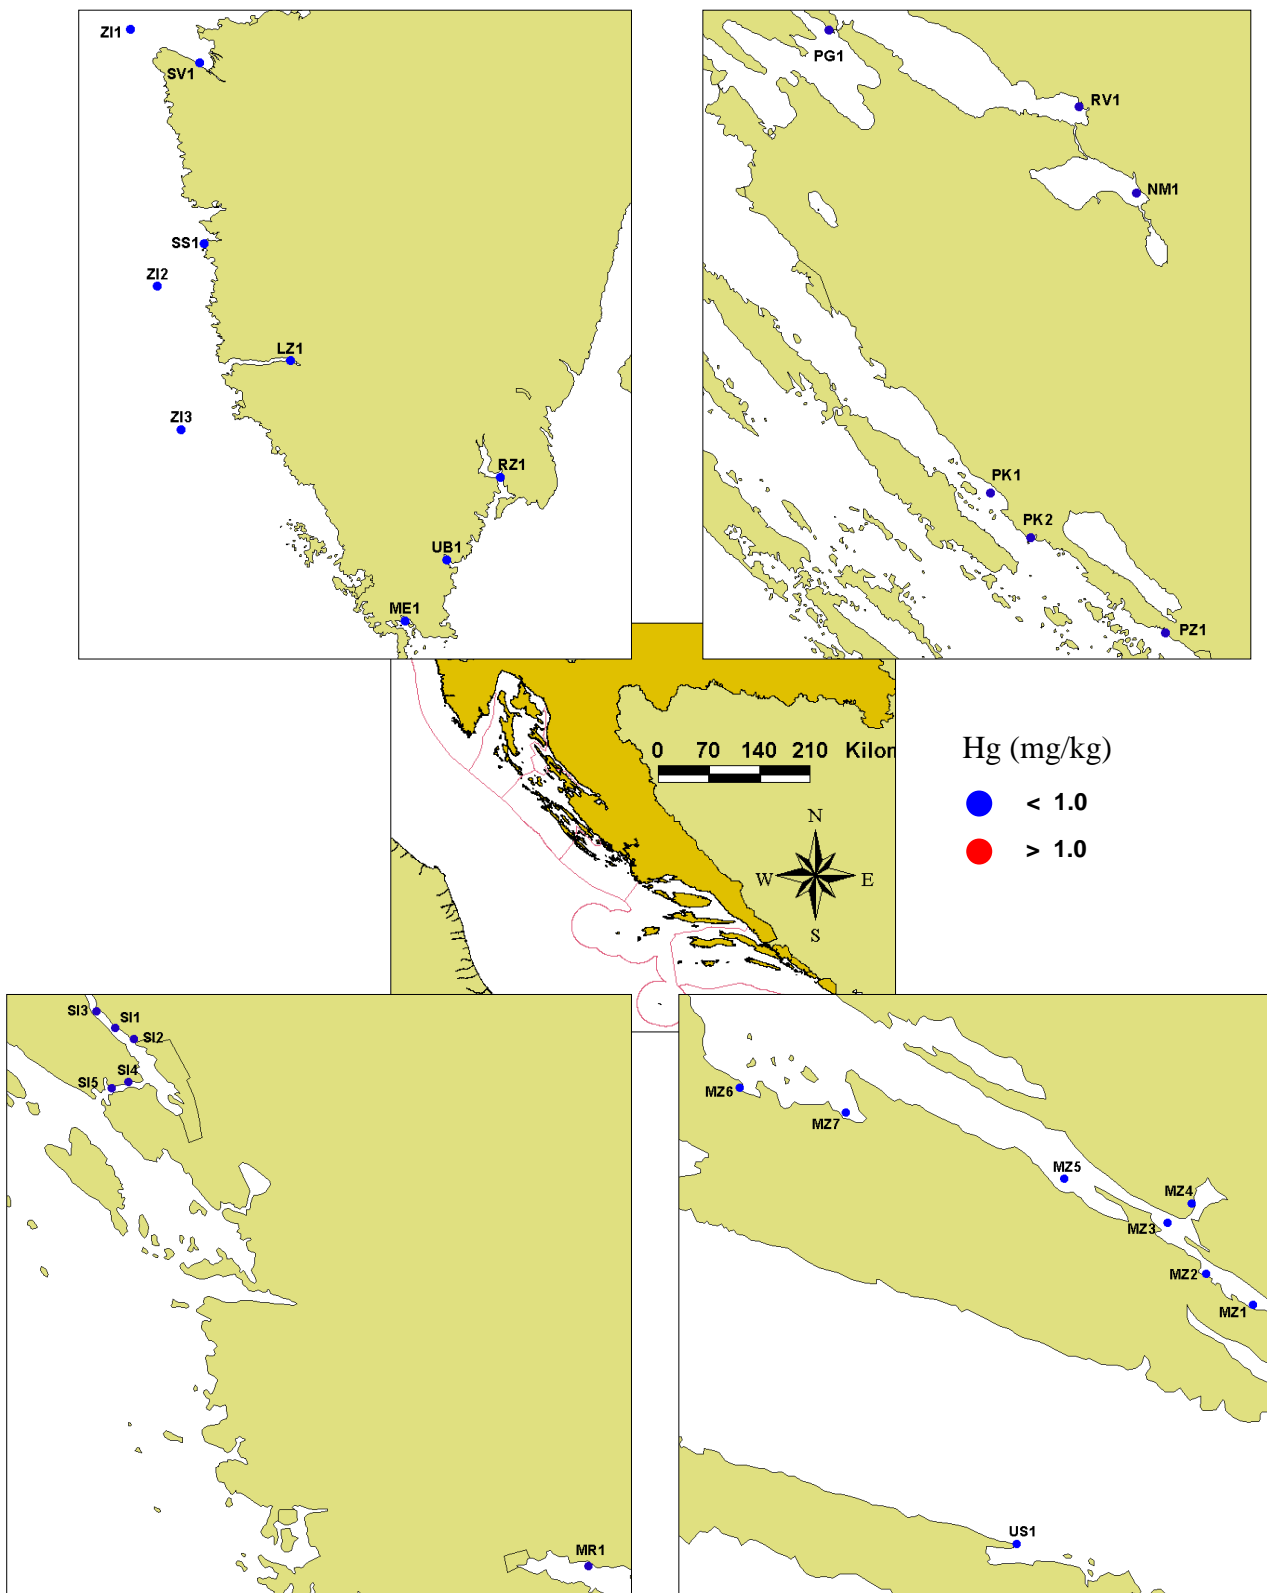 ZI1
SV1
SS1
ZI2
LZ1
ZI3
RZ1
UB1
ME1
PG1
RV1
NM1
PK1
PK2
PZ1
0 70 140 210 Kilon
N
W E
S
Hg (mg/kg)
< 1.0
> 1.0
SI3
SI1
SI2
SI4
SI5
MR1
MZ6
MZ7
MZ5
MZ4
MZ3
MZ2
MZ1
US1